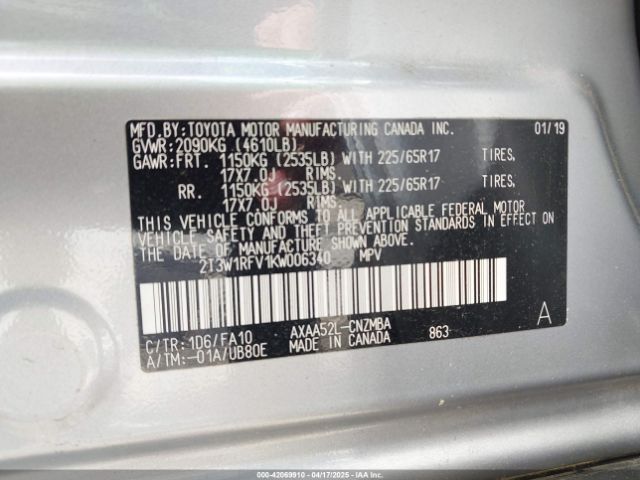 MFD.BY:TOYOTA MOTOR MANUFACTURING CANADA INC. 01/19
GVWR:2090KG (4610LB)
GAWR:FRT. 1150KG (2535LB) WITH 225/65R17 TIRES,
17X7.0J RIMS,
RR. 1150KG (2535LB) WITH 225/65R17 TIRES,
17X7.0J RIMS.
THIS VEHICLE CONFORMS TO ALL APPLICABLE FEDERAL MOTOR
VEHICLE SAFETY AND THEFT PREVENTION STANDARDS IN EFFECT ON
THE DATE OF MANUFACTURE SHOWN ABOVE.
2T3W1RFV1KW006340 MPV
C/TR:1D6/FA10 AXAA52L-CNZMBA 863 A
A/TM:-01A/UB80E MADE IN CANADA
000-42069910 | 04/17/2025 | IAAI.COM